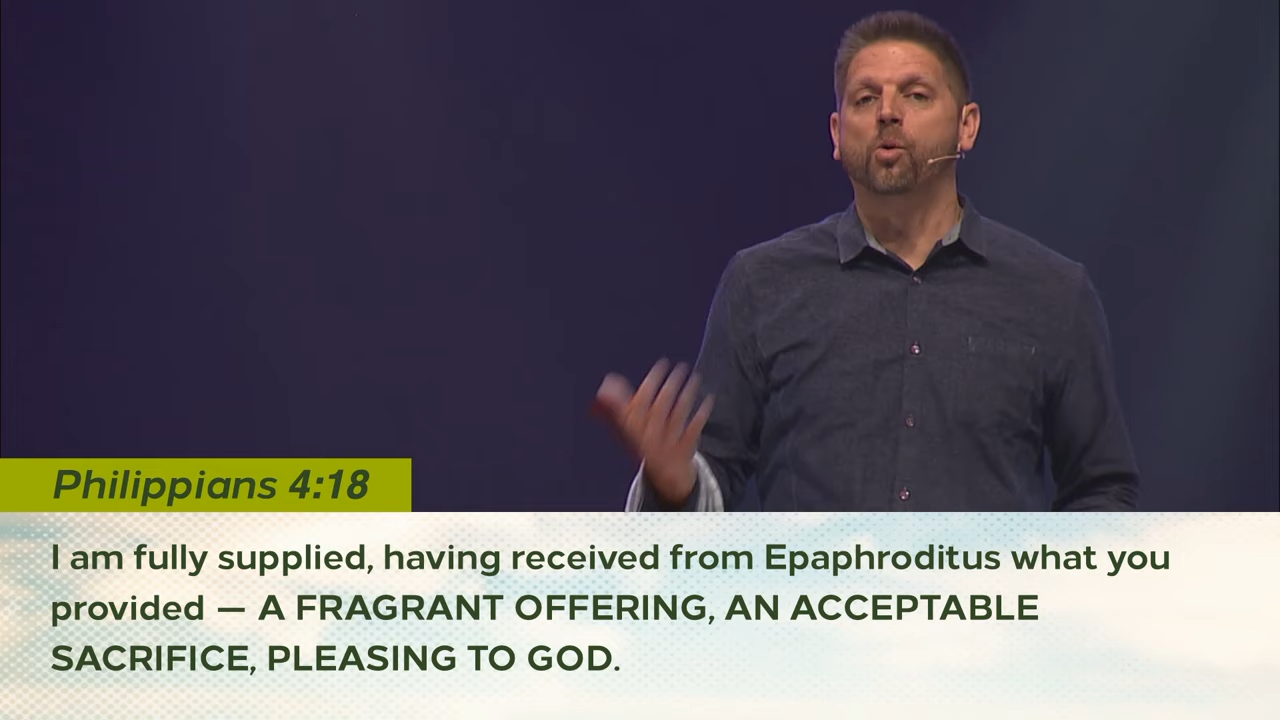 Philippians 4:18
I am fully supplied, having received from Epaphroditus what you
provided — A FRAGRANT OFFERING, AN ACCEPTABLE
SACRIFICE, PLEASING TO GOD.